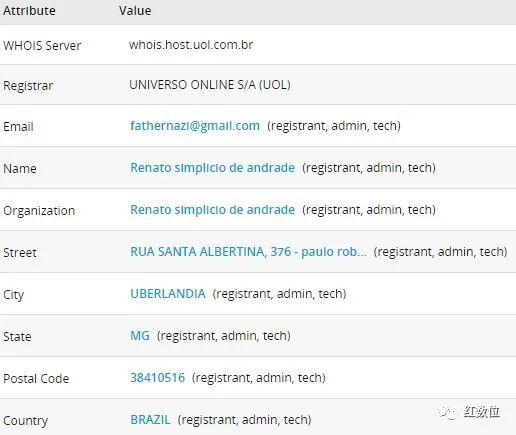 Attribute Value
WHOIS Server whois.host.uol.com.br
Registrar UNIVERSO ONLINE S/A (UOL)
Email fathernazi@gmail.com (registrant, admin, tech)
Name Renato simplicio de andrade (registrant, admin, tech)
Organization Renato simplicio de andrade (registrant, admin, tech)
Street RUA SANTA ALBERTINA, 376 - paulo rob... (registrant, admin, tech)
City UBERLANDIA (registrant, admin, tech)
State MG (registrant, admin, tech)
Postal Code 38410516 (registrant, admin, tech)
Country BRAZIL (registrant, admin, tech)
红数位